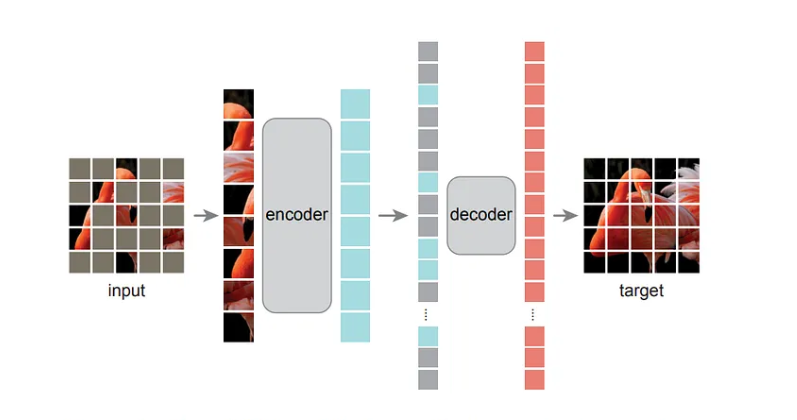 input
encoder
decoder
target